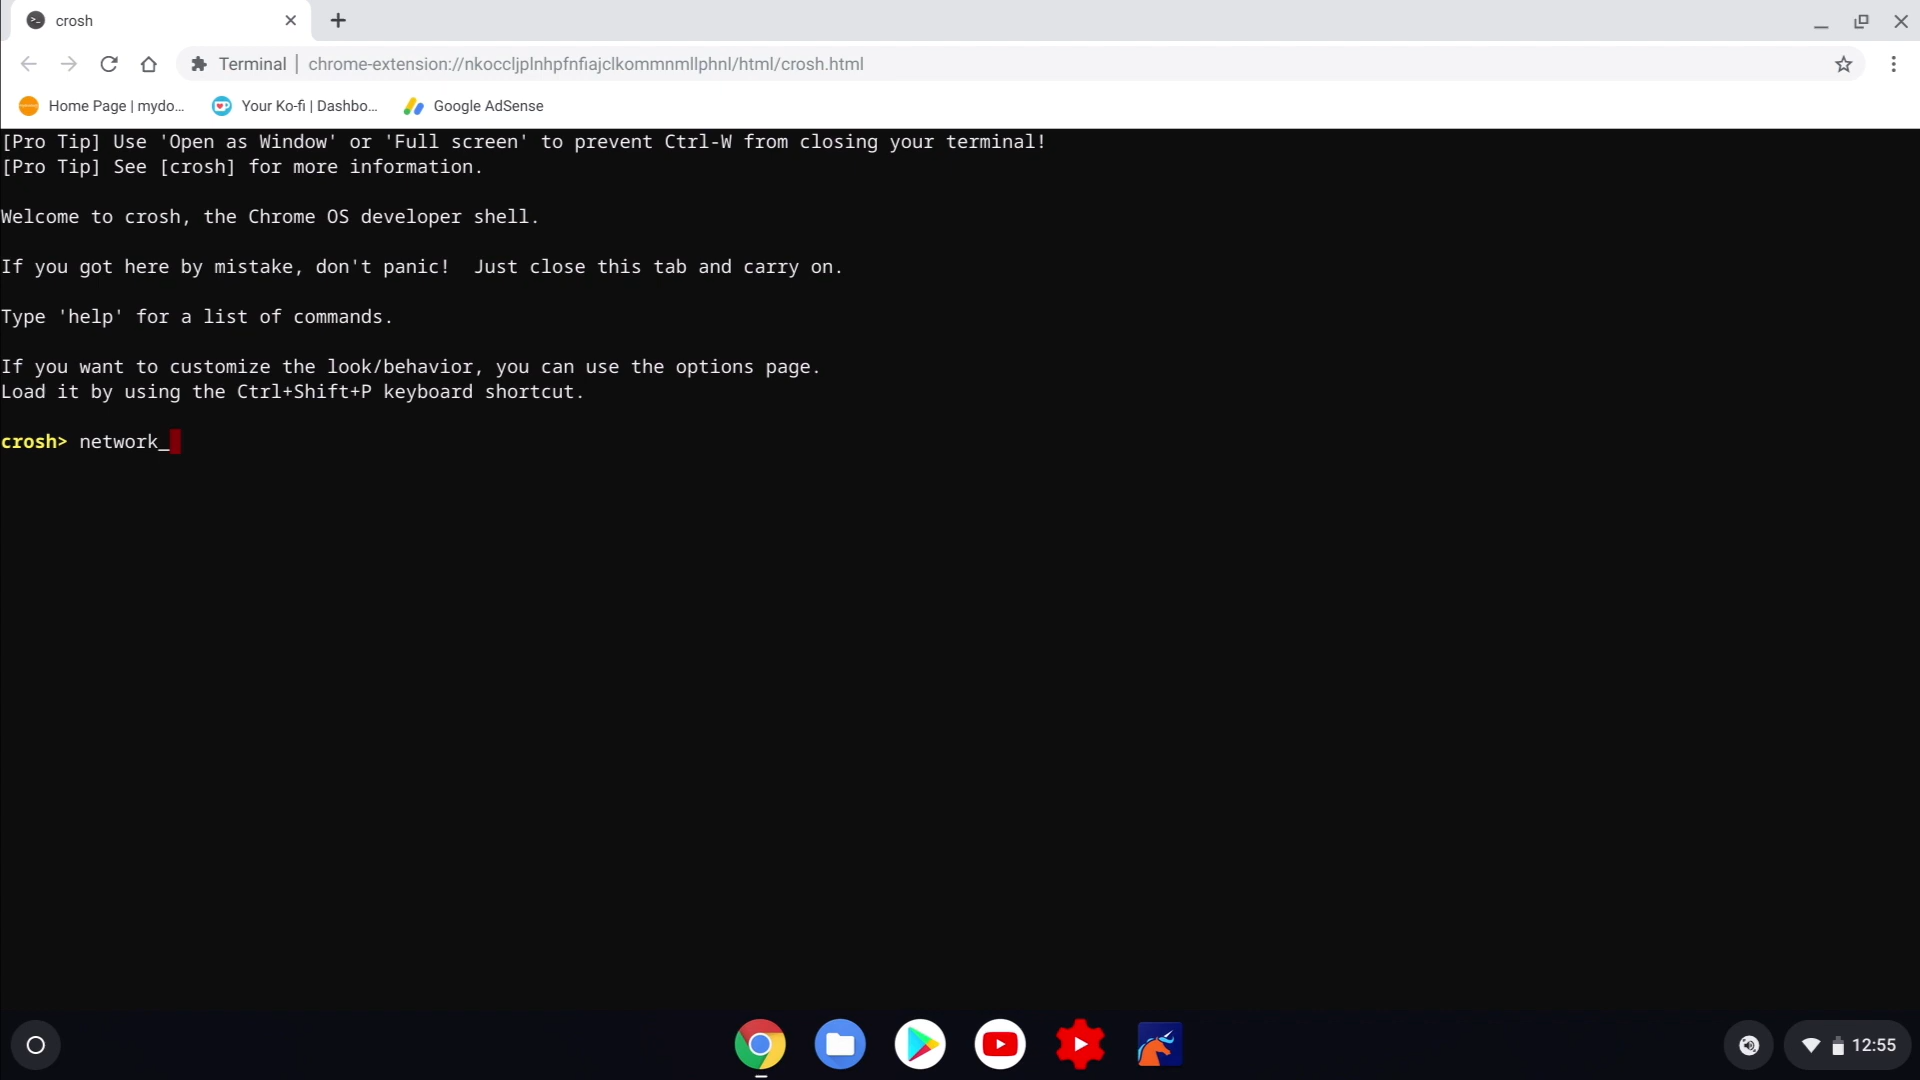 crosh
Terminal | chrome-extension://nkoccljplnhpfnfiajclkommnmllphnl/html/crosh.html
Home Page | mydo...
Your Ko-fi | Dashbo...
Google AdSense
[Pro Tip] Use 'Open as Window' or 'Full screen' to prevent Ctrl-W from closing your terminal!
[Pro Tip] See [crosh] for more information.
Welcome to crosh, the Chrome OS developer shell.
If you got here by mistake, don't panic!  Just close this tab and carry on.
Type 'help' for a list of commands.
If you want to customize the look/behavior, you can use the options page.
Load it by using the Ctrl+Shift+P keyboard shortcut.
crosh> network_
12:55